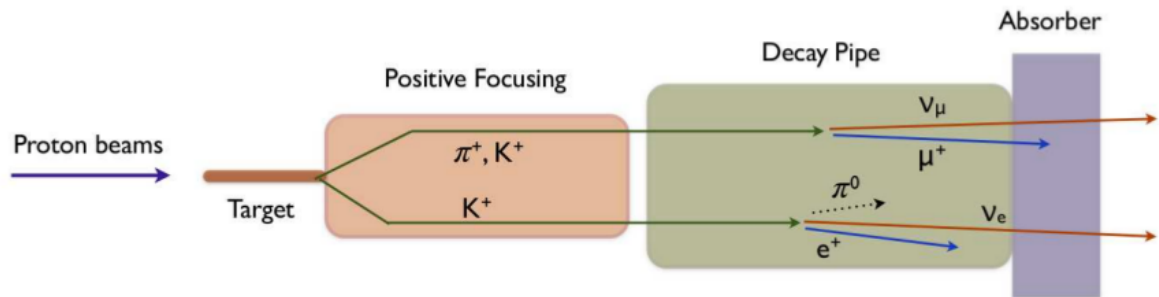 Absorber
Decay Pipe
Positive Focusing
νμ
Proton beams
π⁺, K⁺
μ⁺
π⁰
Target
K⁺
νe
e⁺